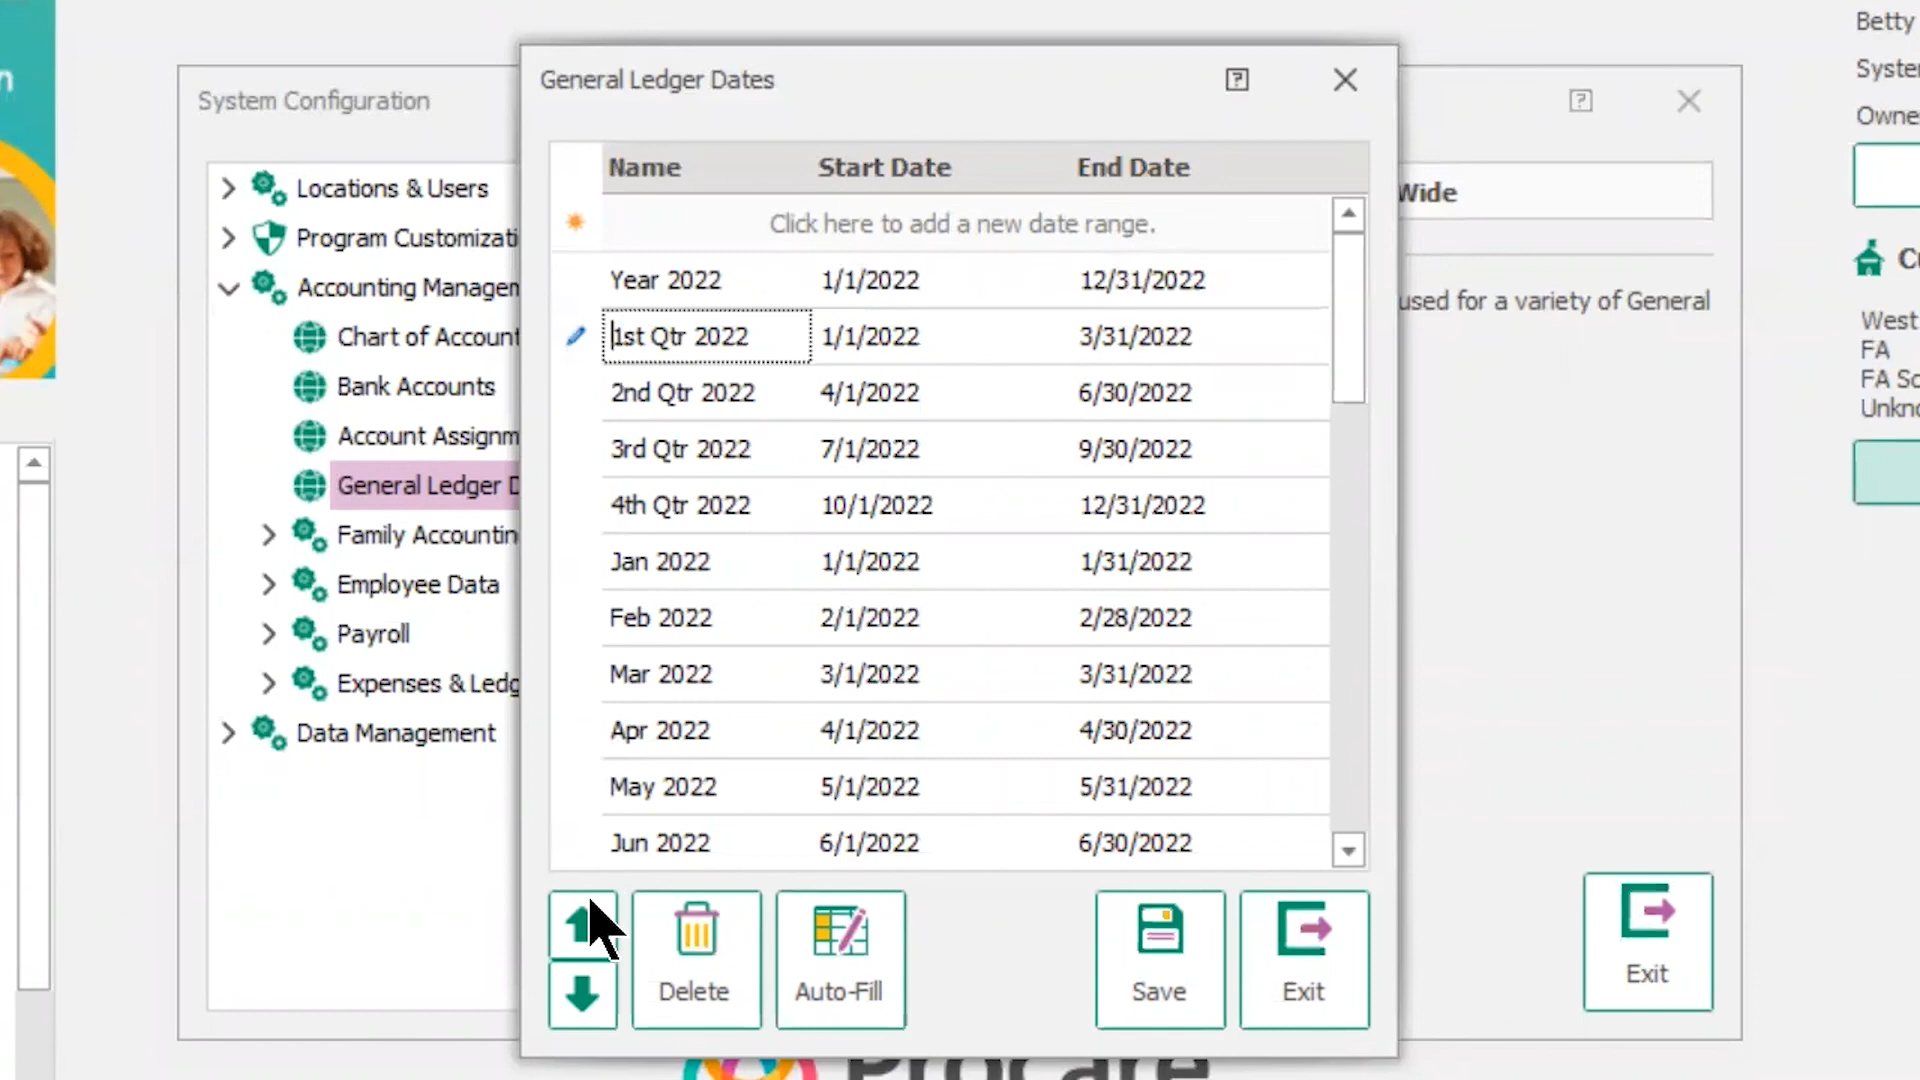 n
System Configuration
Locations & Users
Program Customizati
Accounting Managem
Chart of Account
Bank Accounts
Account Assignm
General Ledger D
Family Accountin
Employee Data
Payroll
Expenses & Ledg
Data Management
General Ledger Dates
Name Start Date End Date
Click here to add a new date range.
Year 2022 1/1/2022 12/31/2022
1st Qtr 2022 1/1/2022 3/31/2022
2nd Qtr 2022 4/1/2022 6/30/2022
3rd Qtr 2022 7/1/2022 9/30/2022
4th Qtr 2022 10/1/2022 12/31/2022
Jan 2022 1/1/2022 1/31/2022
Feb 2022 2/1/2022 2/28/2022
Mar 2022 3/1/2022 3/31/2022
Apr 2022 4/1/2022 4/30/2022
May 2022 5/1/2022 5/31/2022
Jun 2022 6/1/2022 6/30/2022
Delete
Auto-Fill
Save
Exit
Wide
used for a variety of General
Exit
Betty
System
Owne
Cu
West
FA
FA Sc
Unkno
Procare